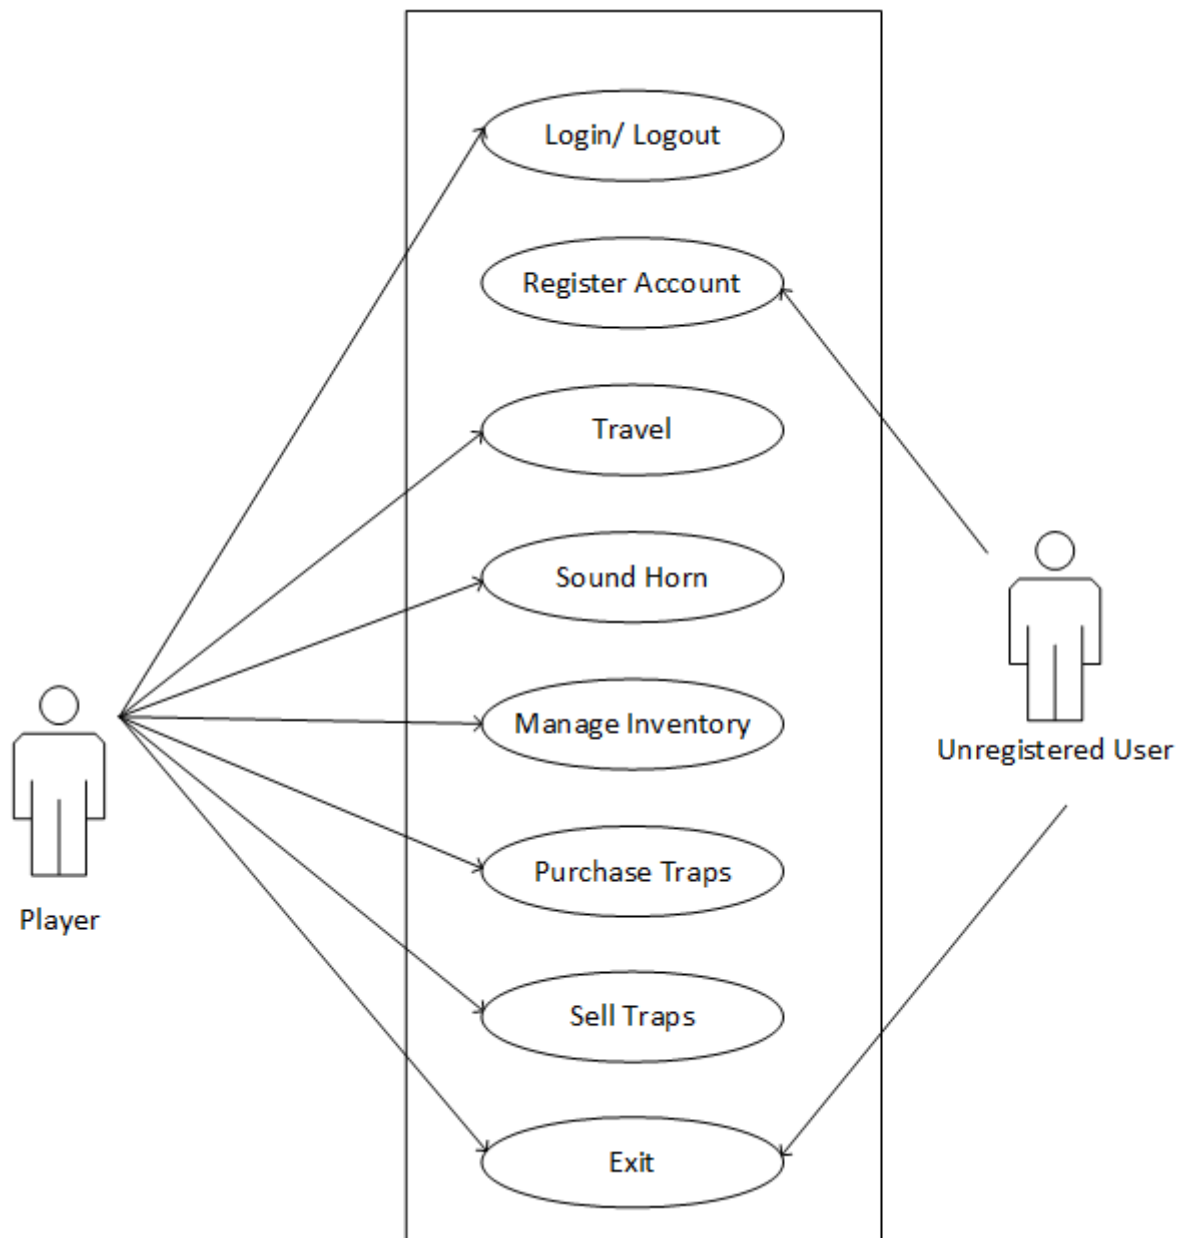 Login/ Logout
Register Account
Travel
Sound Horn
Manage Inventory
Unregistered User
Purchase Traps
Player
Sell Traps
Exit